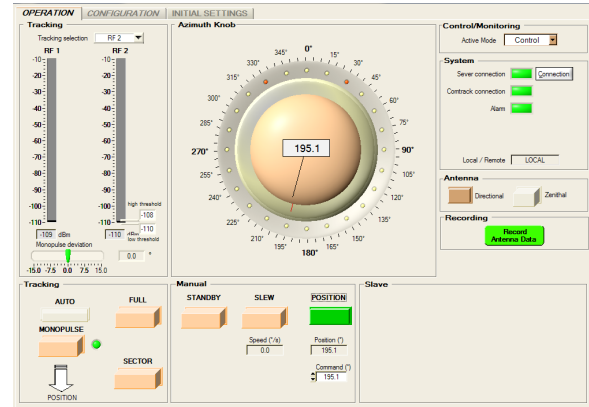 OPERATION CONFIGURATION INITIAL SETTINGS
Tracking
Tracking selection RF 2
RF 1 RF 2
-10 -10
-20 -20
-30 -30
-40 -40
-50 -50
-60 -60
-70 -70
-80 -80
-90 -90
-100 -100
-110 -110
high threshold
-108
-110
low threshold
-109 dBm -110 dBm
Monopulse deviation
-15.0 -7.5 0.0 7.5 15.0
0.0 °
Azimuth Knob
0°
15°
30°
45°
60°
75°
90°
105°
120°
135°
150°
165°
180°
195°
210°
225°
240°
255°
270°
285°
300°
315°
330°
345°
195.1
Control/Monitoring
Active Mode Control
System
Sever connection Connection
Comtrack connection
Alarm
Local / Remote LOCAL
Antenna
Directional Zenithal
Recording
Record
Antenna Data
Tracking
AUTO FULL
MONOPULSE
SECTOR
POSITION
Manual
STANDBY SLEW POSITION
Speed (°/s) Position (°)
0.0 195.1
Command (°)
195.1
Slave